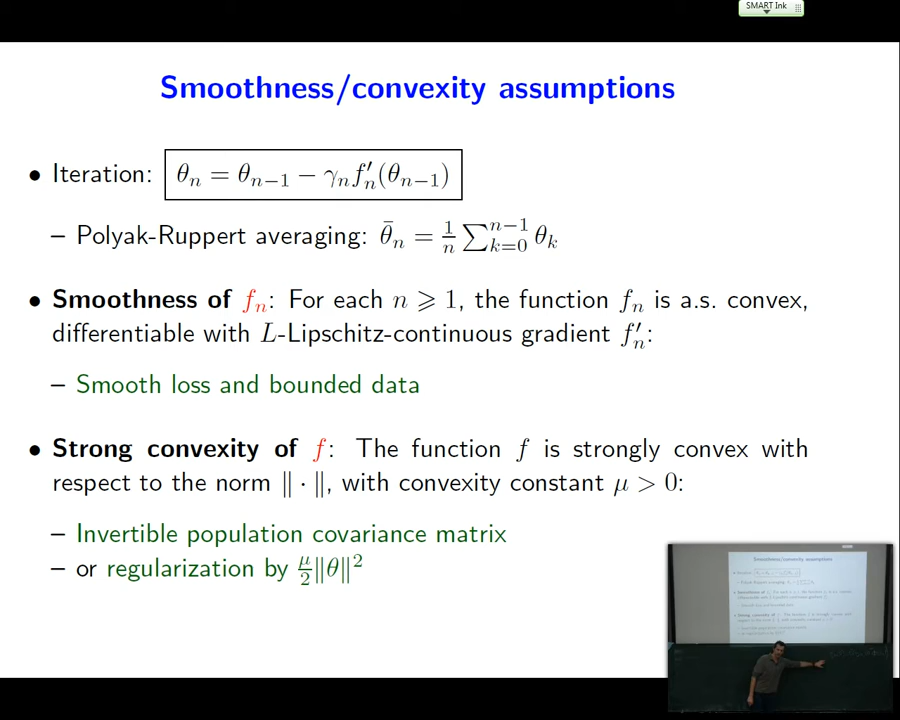 SMART Ink
Smoothness/convexity assumptions
• Iteration: θ_n = θ_{n−1} − γ_n f′_n(θ_{n−1})
– Polyak-Ruppert averaging: θ̄_n = 1/n ∑_{k=0}^{n−1} θ_k
• Smoothness of f_n: For each n ⩾ 1, the function f_n is a.s. convex,
differentiable with L-Lipschitz-continuous gradient f′_n:
– Smooth loss and bounded data
• Strong convexity of f: The function f is strongly convex with
respect to the norm ‖ · ‖, with convexity constant μ > 0:
– Invertible population covariance matrix
– or regularization by μ/2 ‖θ‖²
Smoothness/convexity assumptions